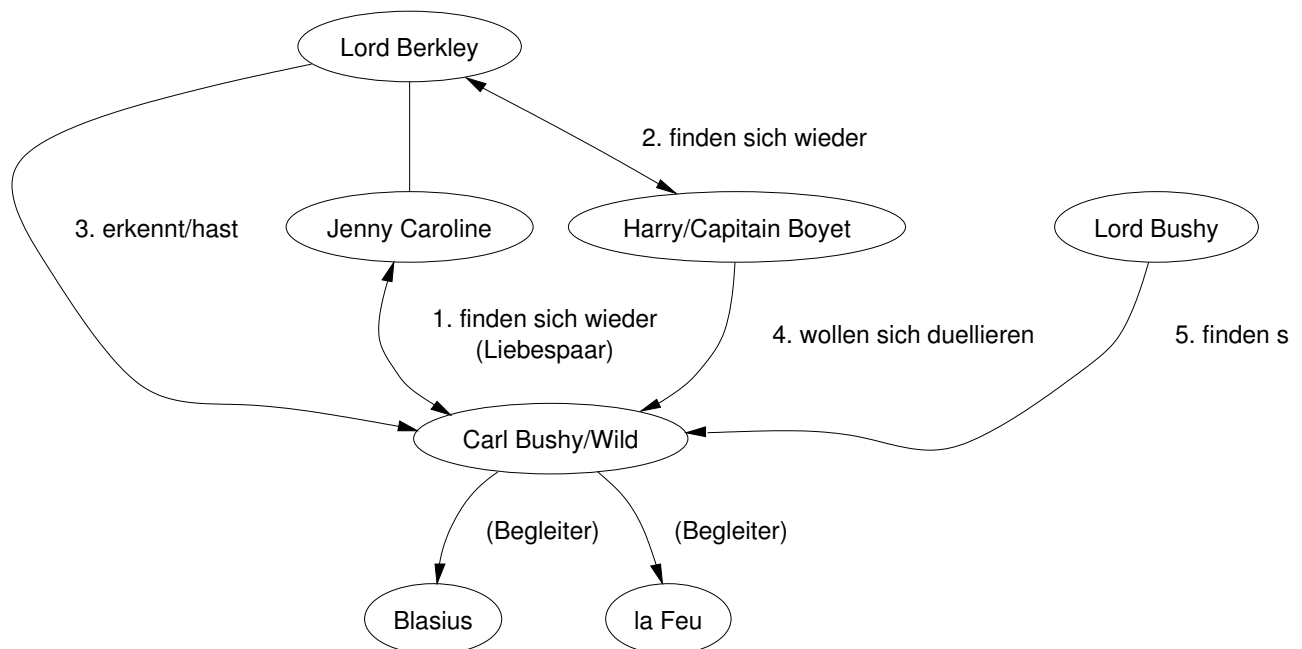 Lord Berkley
2. finden sich wieder
3. erkennt/hast
Jenny Caroline
Harry/Capitain Boyet
Lord Bushy
1. finden sich wieder
(Liebespaar)
4. wollen sich duellieren
5. finden s
Carl Bushy/Wild
(Begleiter)
(Begleiter)
Blasius
la Feu